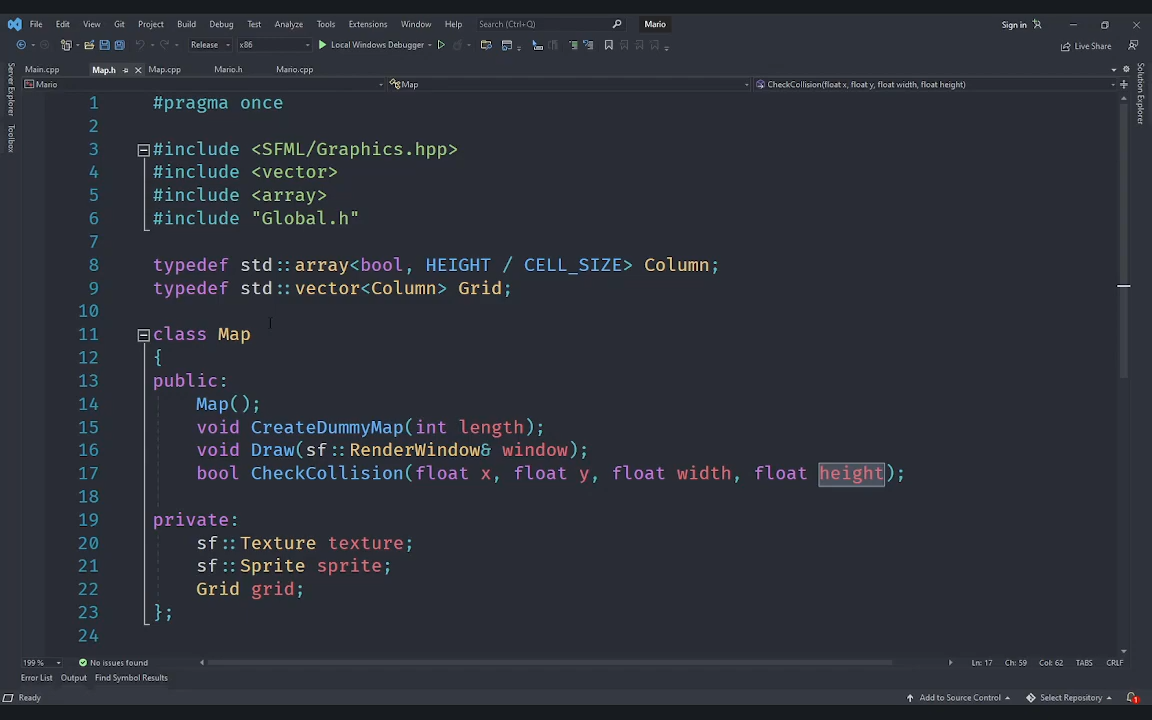 File Edit View Git Project Build Debug Test Analyze Tools Extensions Window Help Search (Ctrl+Q) Mario Sign in
Release x86 Local Windows Debugger Live Share
Main.cpp Map.h Map.cpp Mario.h Mario.cpp
Mario Map CheckCollision(float x, float y, float width, float height)
Server Explorer
Toolbox
Solution Explorer
1 #pragma once
2
3 #include <SFML/Graphics.hpp>
4 #include <vector>
5 #include <array>
6 #include "Global.h"
7
8 typedef std::array<bool, HEIGHT / CELL_SIZE> Column;
9 typedef std::vector<Column> Grid;
10
11 class Map
12 {
13 public:
14 Map();
15 void CreateDummyMap(int length);
16 void Draw(sf::RenderWindow& window);
17 bool CheckCollision(float x, float y, float width, float height);
18
19 private:
20 sf::Texture texture;
21 sf::Sprite sprite;
22 Grid grid;
23 };
24
199 % No issues found Ln: 17 Ch: 59 Col: 62 TABS CRLF
Error List Output Find Symbol Results
Ready Add to Source Control Select Repository 1